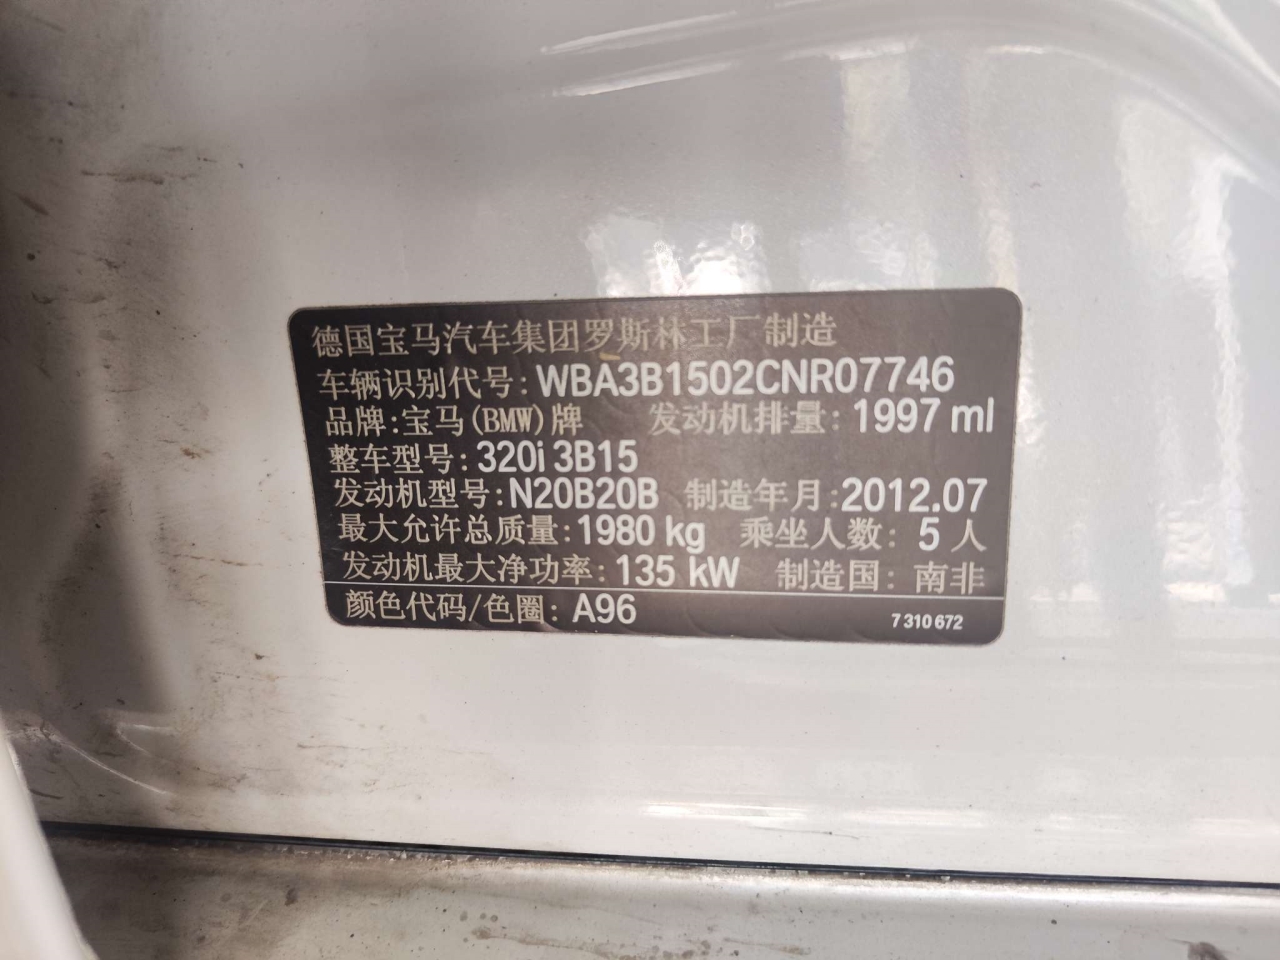 德国宝马汽车集团罗斯林工厂制造
车辆识别代号: WBA3B1502CNR07746
品牌:宝马(BMW)牌 发动机排量: 1997 ml
整车型号: 320i 3B15
发动机型号: N20B20B 制造年月: 2012.07
最大允许总质量: 1980 kg 乘坐人数: 5 人
发动机最大净功率: 135 kW 制造国: 南非
颜色代码/色圈: A96 7 310 672